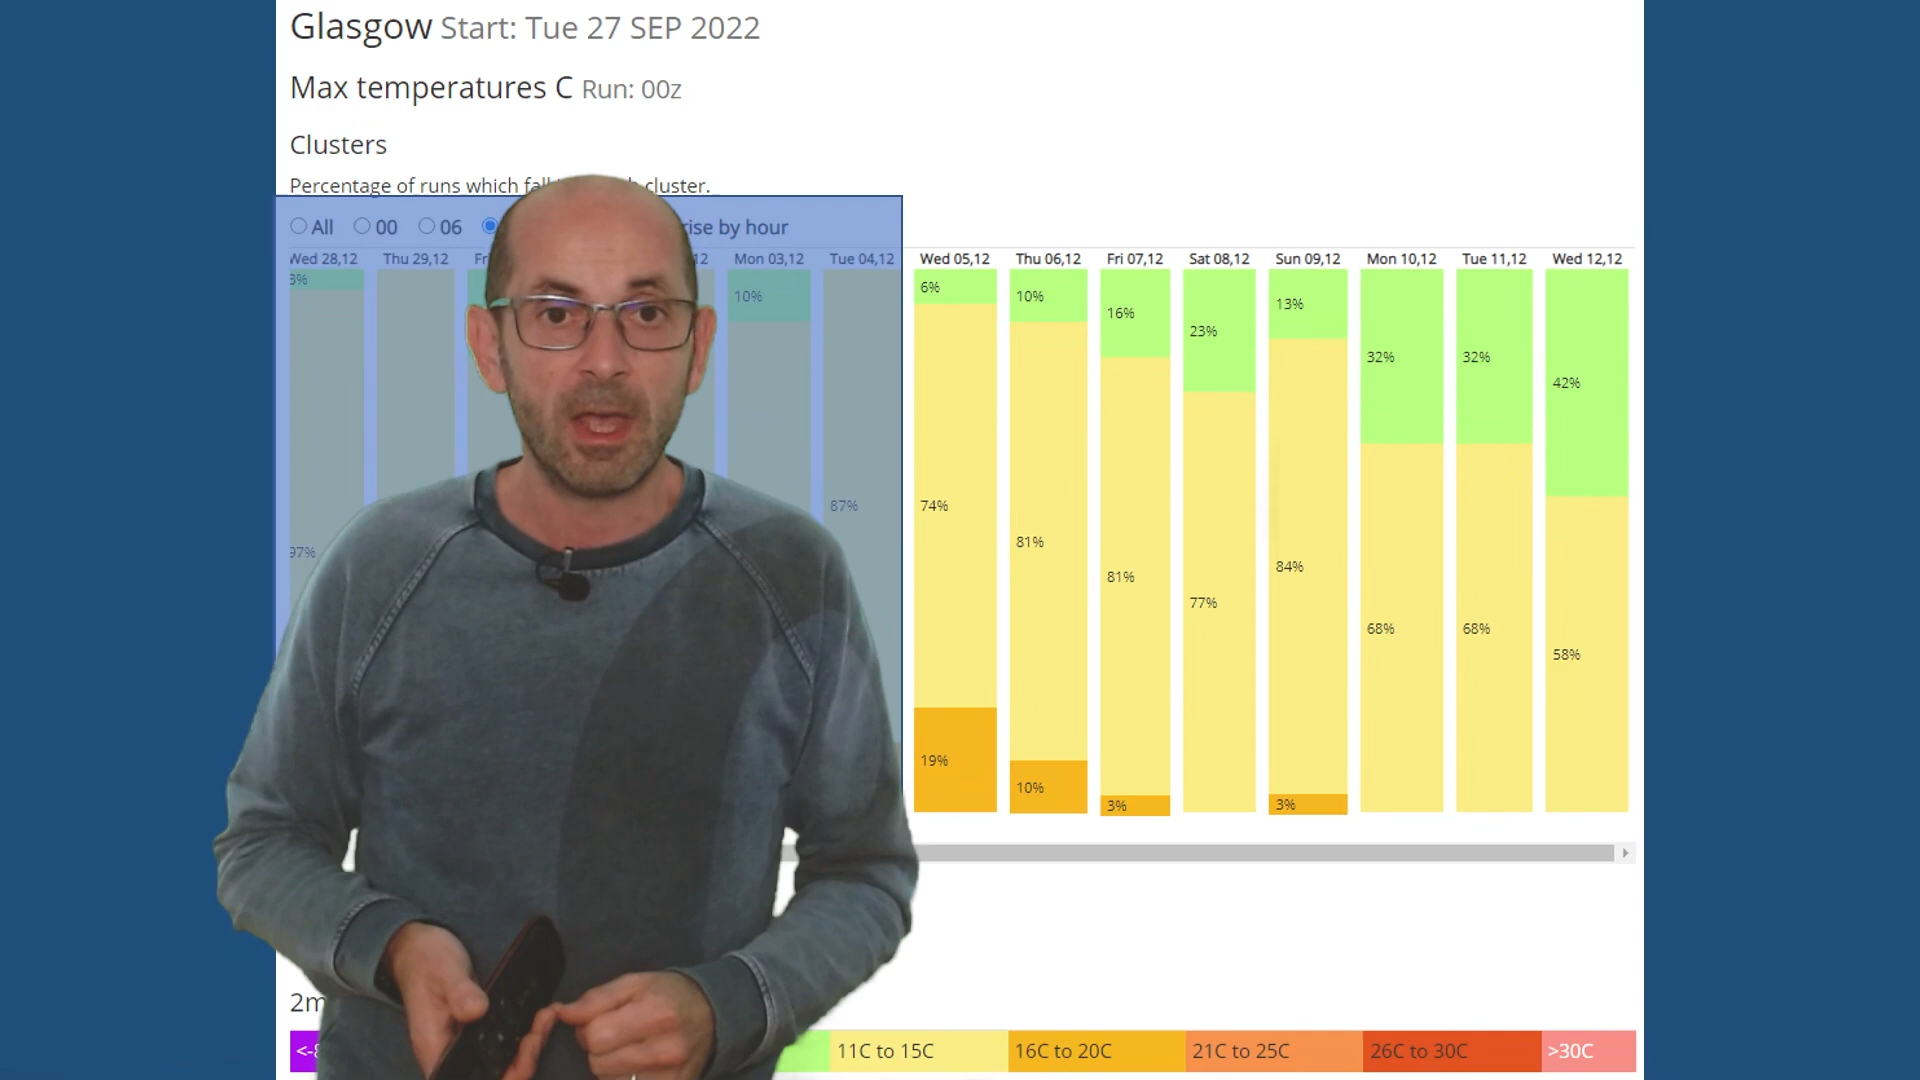 Glasgow Start: Tue 27 SEP 2022
Max temperatures C Run: 00z
Clusters
Percentage of runs which cluster.
All 00 06 by hour
Wed 28,12 Thu 29,12 Mon 03,12 Tue 04,12 Wed 05,12 Thu 06,12 Fri 07,12 Sat 08,12 Sun 09,12 Mon 10,12 Tue 11,12 Wed 12,12
3% 10% 6% 10% 16% 23% 13% 32% 32% 42%
97% 87% 74% 81% 81% 77% 84% 68% 68% 58%
19% 10% 3% 3%
11C to 15C 16C to 20C 21C to 25C 26C to 30C >30C